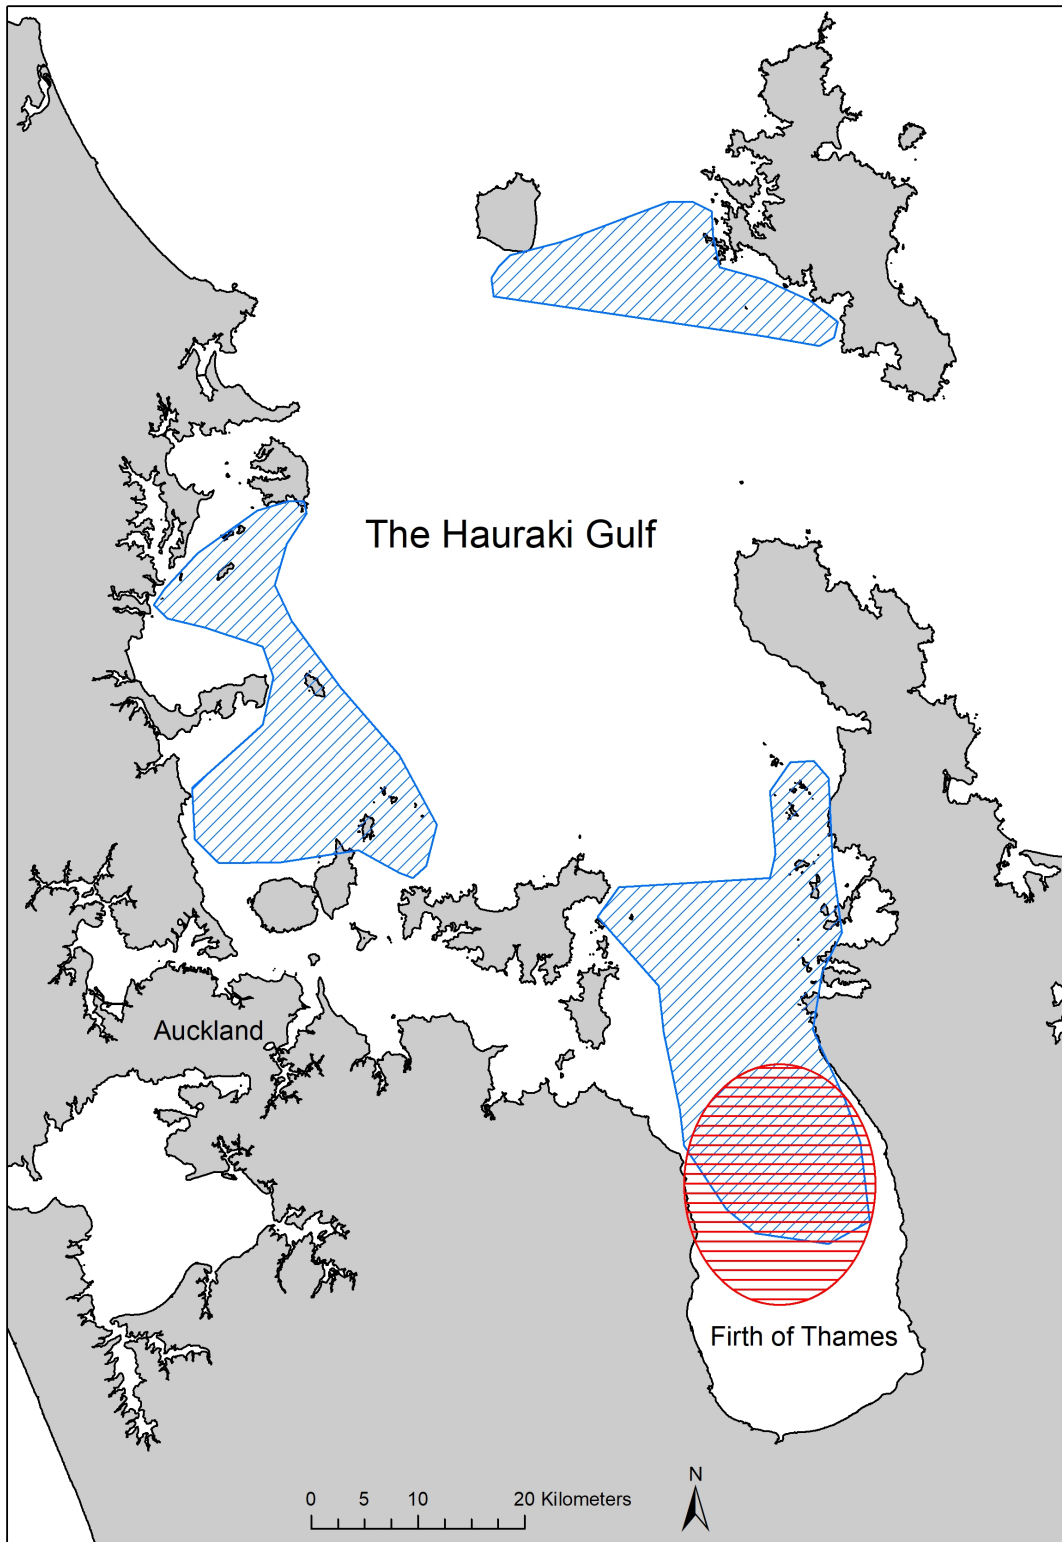 The Hauraki Gulf
Auckland
Firth of Thames
N
0 5 10 20 Kilometers